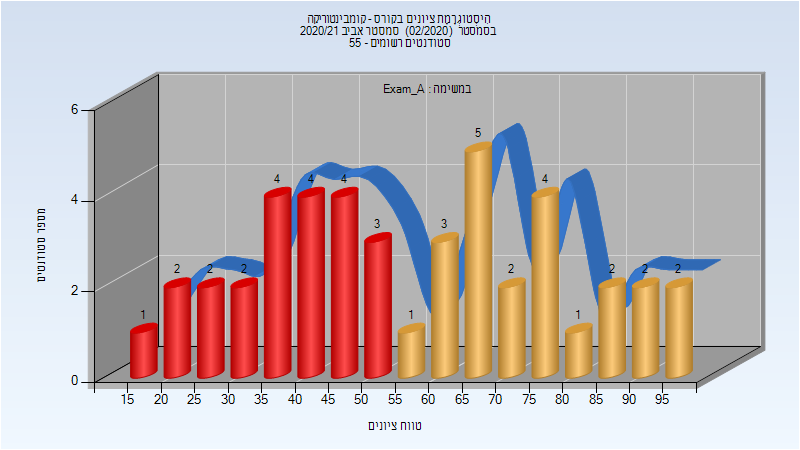 היסטוגרמת ציונים בקורס - קומבינטוריקה
בסמסטר (02/2020) סמסטר אביב 2020/21
סטודנטים רשומים - 55
במשימה : Exam_A
מספר סטודנטים
6
4
2
0
1 2 2 2 4 4 4 3 1 3 5 2 4 1 2 2 2
15 20 25 30 35 40 45 50 55 60 65 70 75 80 85 90 95
טווח ציונים